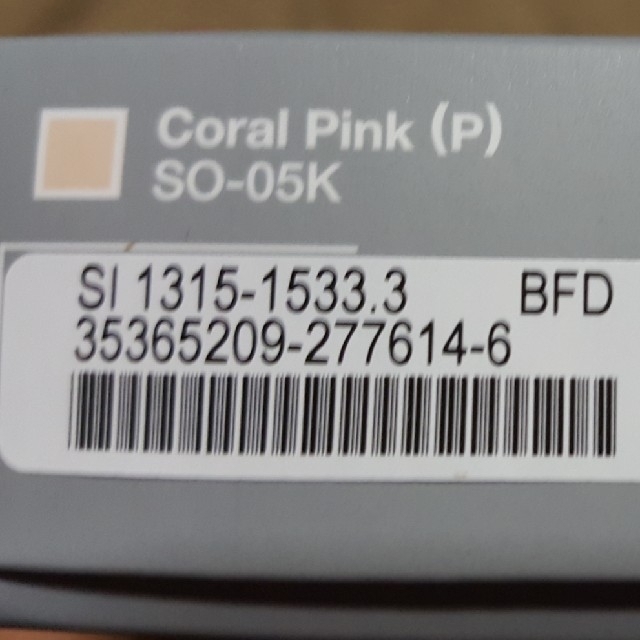 Coral Pink (P)
SO-05K
SI 1315-1533.3 BFD
35365209-277614-6